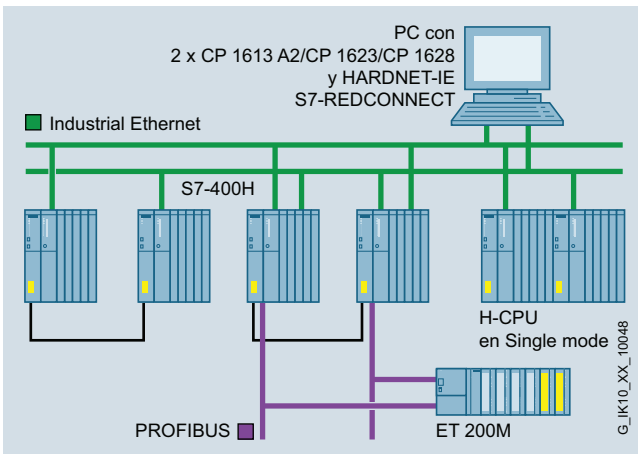 PC con
2 x CP 1613 A2/CP 1623/CP 1628
y HARDNET-IE
S7-REDCONNECT
Industrial Ethernet
S7-400H
H-CPU
en Single mode
PROFIBUS
ET 200M
G_IK10_XX_10048